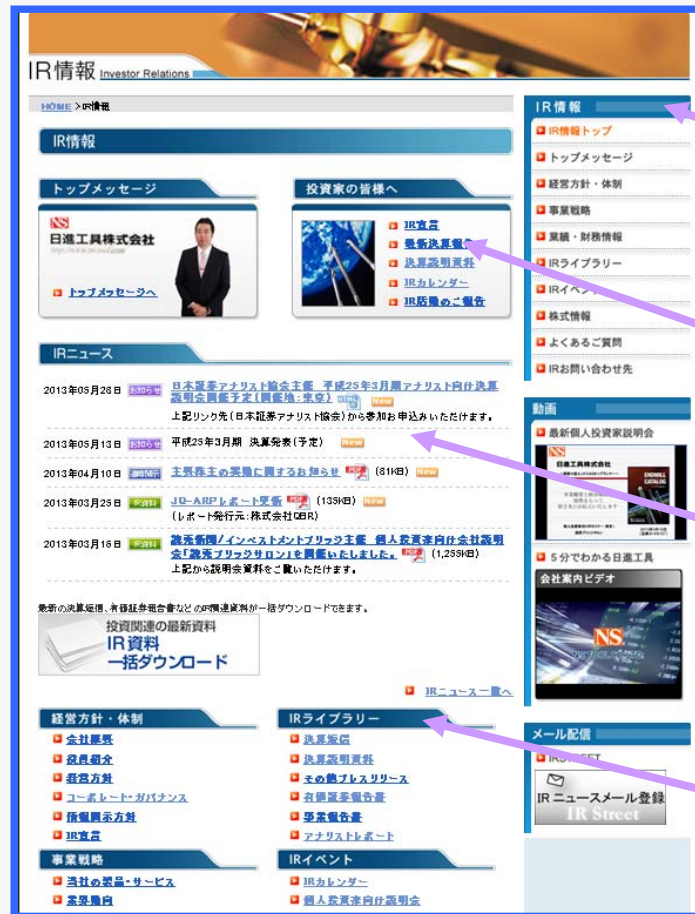 IR情報 Investor Relations
HOME >IR情報
IR情報
トップメッセージ
NS
日進工具株式会社
トップメッセージへ
投資家の皆様へ
IR宣言
最新決算報告
決算説明資料
IRカレンダー
IR活動のご報告
IRニュース
2013年05月28日 お知らせ 日本証券アナリスト協会主催 平成25年3月期アナリスト向け決算
説明会開催予定(開催地:東京) New
上記リンク先(日本証券アナリスト協会)から参加お申込みいただけます。
2013年05月13日 お知らせ 平成25年3月期 決算発表(予定) New
2013年04月10日 適時開示 主要株主の異動に関するお知らせ PDF (81KB) New
2013年03月25日 IR資料 JQ-ARPレポート更新 PDF (135KB) New
(レポート発行元:株式会社QBR)
2013年03月16日 IR資料 読売新聞/インベストメントブリッジ主催 個人投資家向け会社説明
会「読売ブリッジサロン」を開催いたしました。 PDF (1,255KB)
上記から説明会資料をご覧いただけます。
最新の決算短信、有価証券報告書などのIR関連資料が一括ダウンロードできます。
投資関連の最新資料
IR資料
一括ダウンロード
IRニュース一覧へ
経営方針・体制
会社概要
役員紹介
経営方針
コーポレート・ガバナンス
情報開示方針
IR宣言
事業戦略
当社の製品・サービス
業界動向
IRライブラリー
決算短信
決算説明資料
その他プレスリリース
有価証券報告書
事業報告書
アナリストレポート
IRイベント
IRカレンダー
個人投資家向け説明会
IR情報
IR情報トップ
トップメッセージ
経営方針・体制
事業戦略
業績・財務情報
IRライブラリー
IRイベン
株式情報
よくあるご質問
IRお問い合わせ先
動画
最新個人投資家説明会
NS
日進工具株式会社
ENDMILL
CATALOG
5分でわかる日進工具
会社案内ビデオ
NS
NS TOOL CO., LTD.
メール配信
IRSTREET
IR ニュースメール登録
IR Street